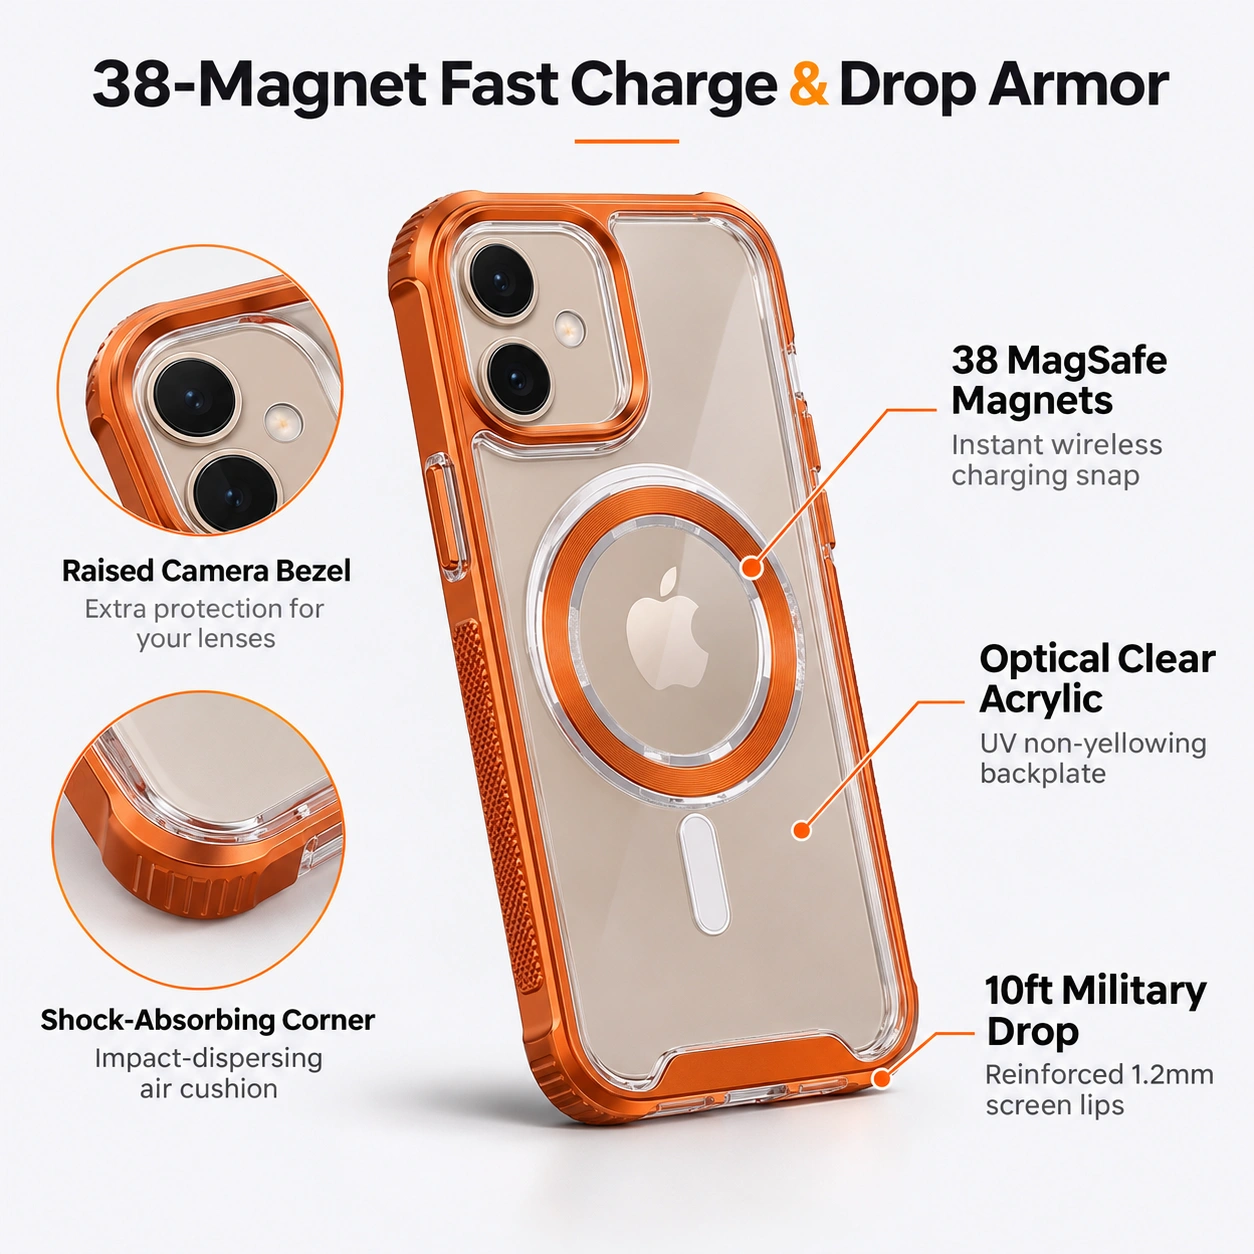 38-Magnet Fast Charge & Drop Armor
38 MagSafe
Magnets
Instant wireless
charging snap
Raised Camera Bezel
Extra protection for
your lenses
Optical Clear
Acrylic
UV non-yellowing
backplate
Shock-Absorbing Corner
Impact-dispersing
air cushion
10ft Military
Drop
Reinforced 1.2mm
screen lips